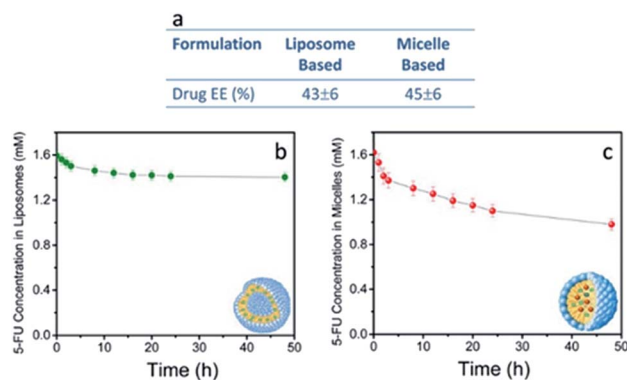 a
Formulation Liposome Based Micelle Based
Drug EE (%) 43±6 45±6
b
5-FU Concentration in Liposomes (mM)
1.6
1.2
0.8
0.4
0.0
0 10 20 30 40 50
Time (h)
c
5-FU Concentration in Micelles (mM)
1.6
1.2
0.8
0.4
0.0
0 10 20 30 40 50
Time (h)